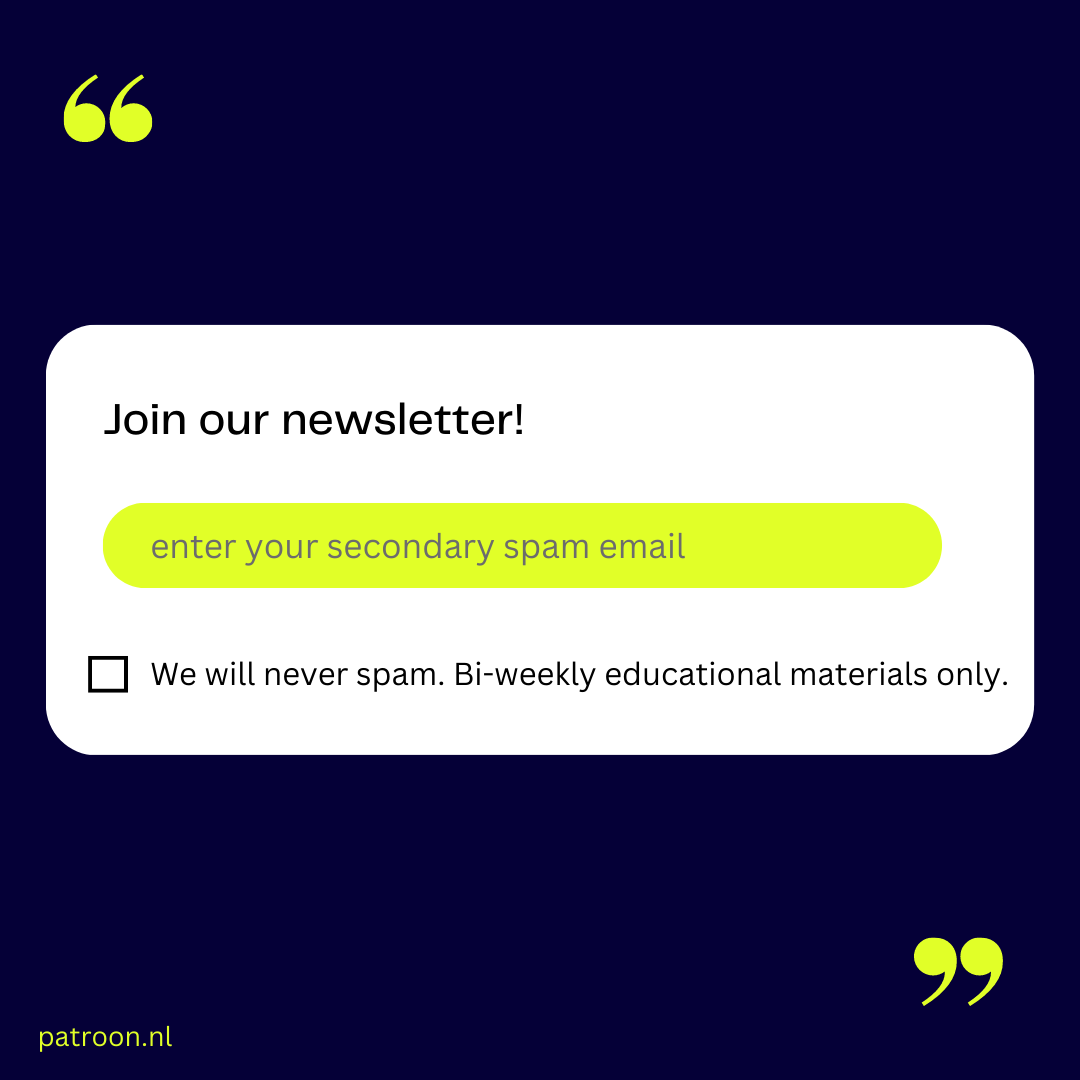 “
Join our newsletter!
enter your secondary spam email
We will never spam. Bi-weekly educational materials only.
”
patroon.nl